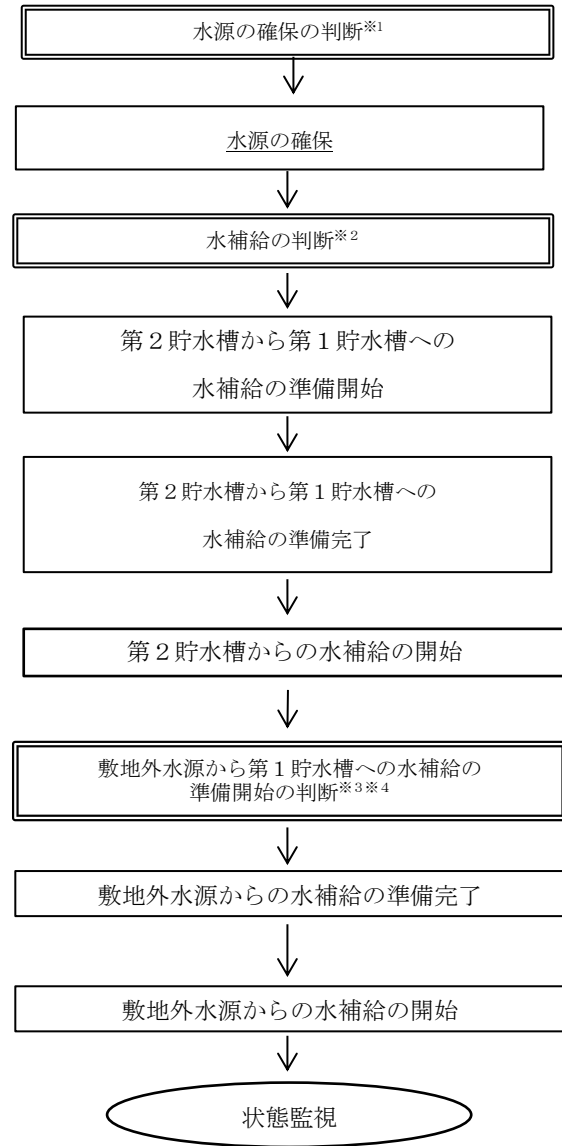 水源の確保の判断※1
水源の確保
水補給の判断※2
第２貯水槽から第１貯水槽への
水補給の準備開始
第２貯水槽から第１貯水槽への
水補給の準備完了
第２貯水槽からの水補給の開始
敷地外水源から第１貯水槽への水補給の
準備開始の判断※3※4
敷地外水源からの水補給の準備完了
敷地外水源からの水補給の開始
状態監視